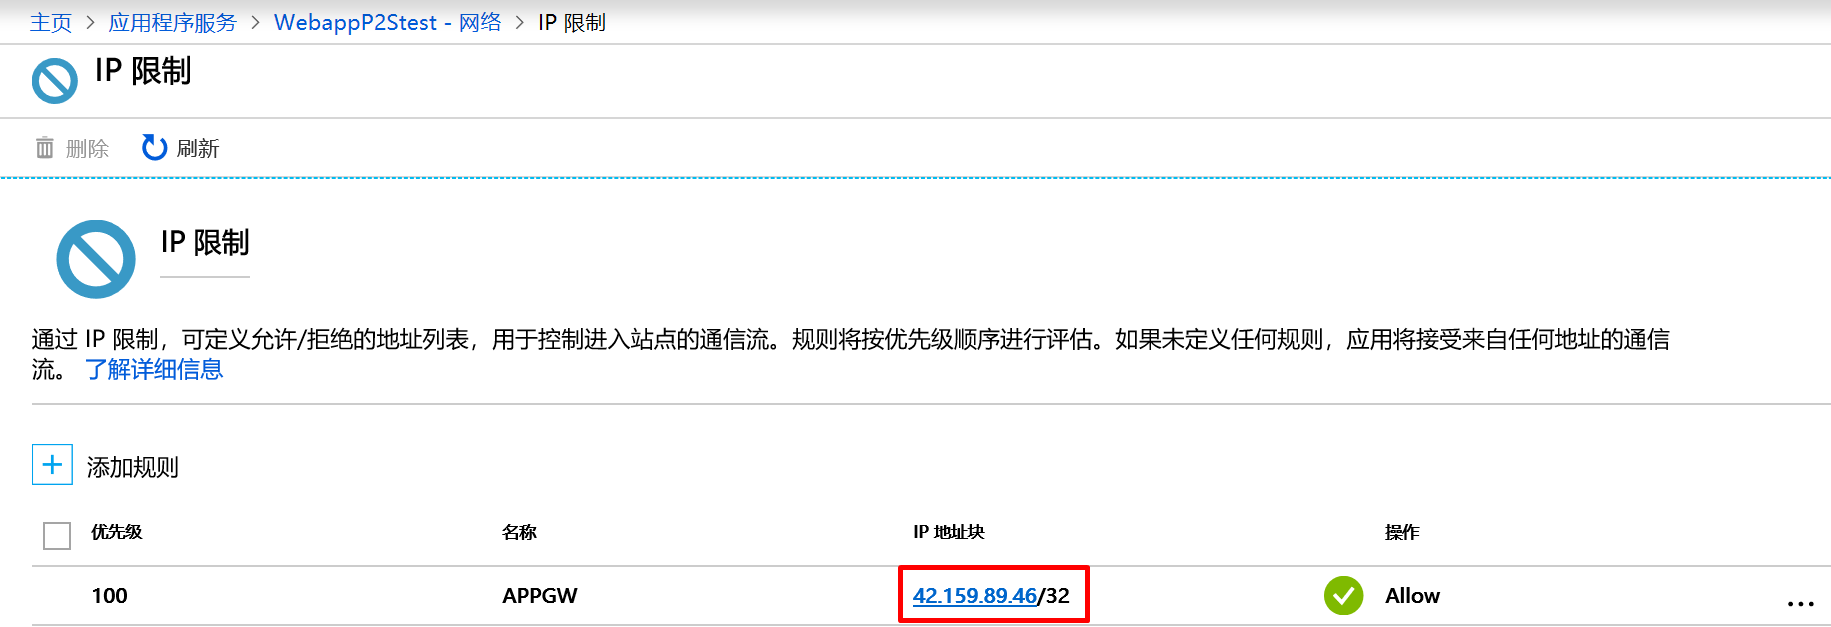 主页 > 应用程序服务 > WebappP2Stest - 网络 > IP 限制
IP 限制
删除 刷新
IP 限制
通过 IP 限制，可定义允许/拒绝的地址列表，用于控制进入站点的通信流。规则将按优先级顺序进行评估。如果未定义任何规则，应用将接受来自任何地址的通信
流。 了解详细信息
添加规则
优先级 名称 IP 地址块 操作
100 APPGW 42.159.89.46/32 Allow ...